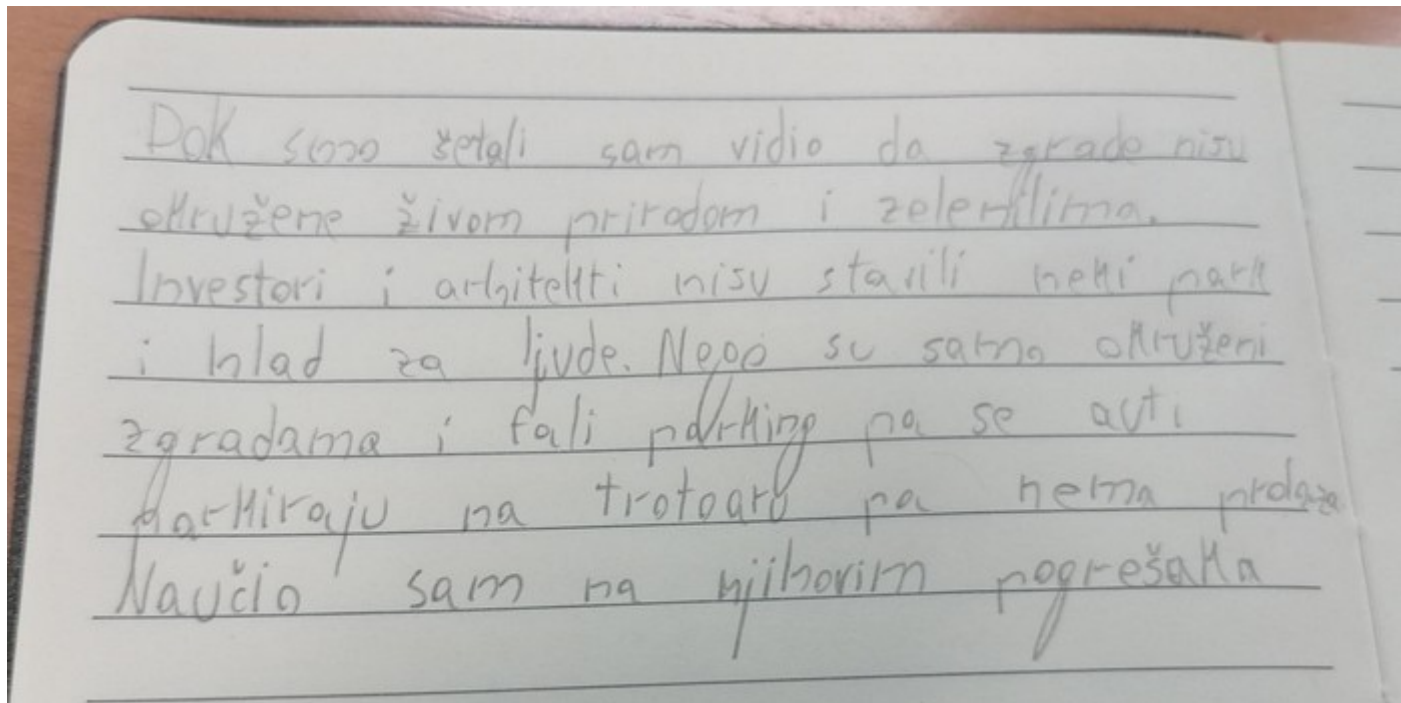 Dok smo šetali sam vidio da zgrade nisu
okružene živom prirodom i zelenilima.
Investori i arhitekti nisu stavili neki park
i hlad za ljude. Nego su samo okruženi
zgradama i fali parking pa se auti
parkiraju na trotoaru pa nema prolaza
Naučio sam na njihovim pogrešaka